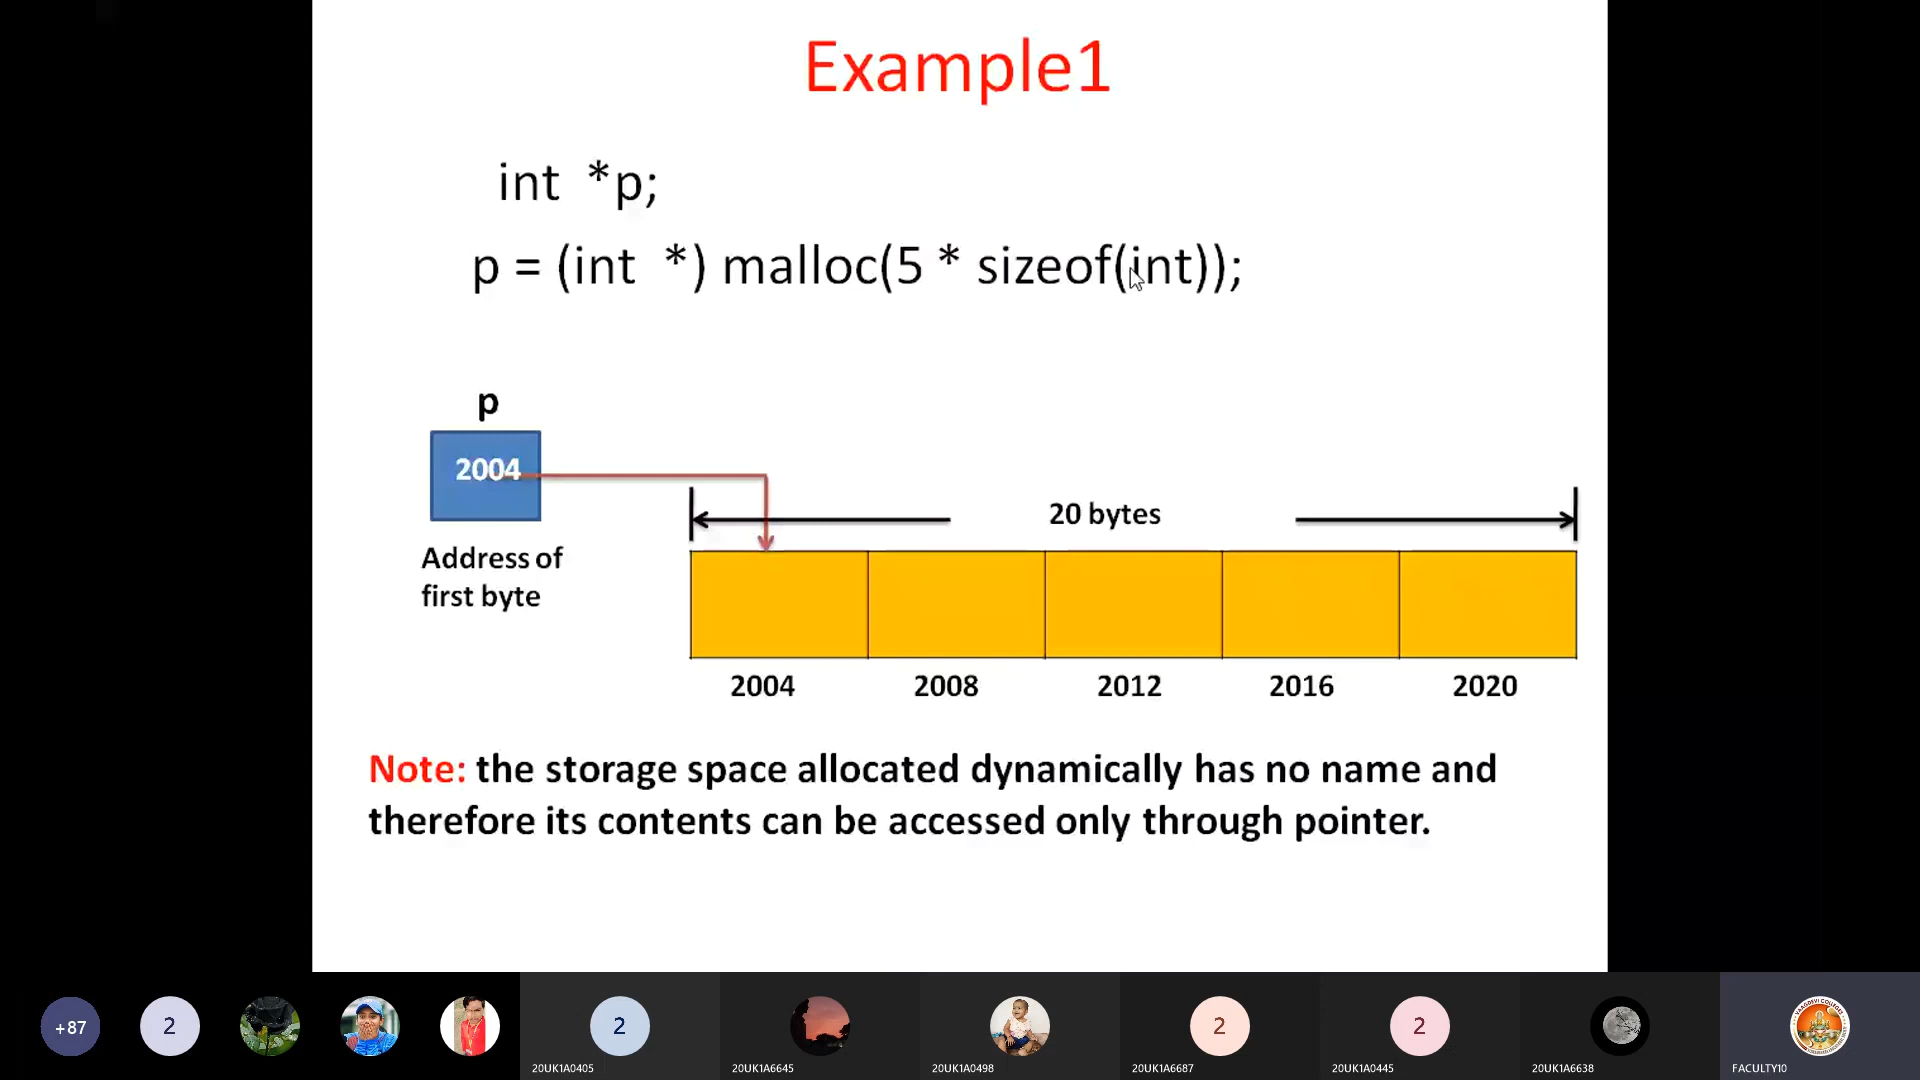 Example1
int *p;
p = (int *) malloc(5 * sizeof(int));
p
2004
20 bytes
Address of
first byte
2004 2008 2012 2016 2020
Note: the storage space allocated dynamically has no name and
therefore its contents can be accessed only through pointer.
+87 2 2 2 2
20UK1A0405 20UK1A6645 20UK1A0498 20UK1A6687 20UK1A0445 20UK1A6638 FACULTY10